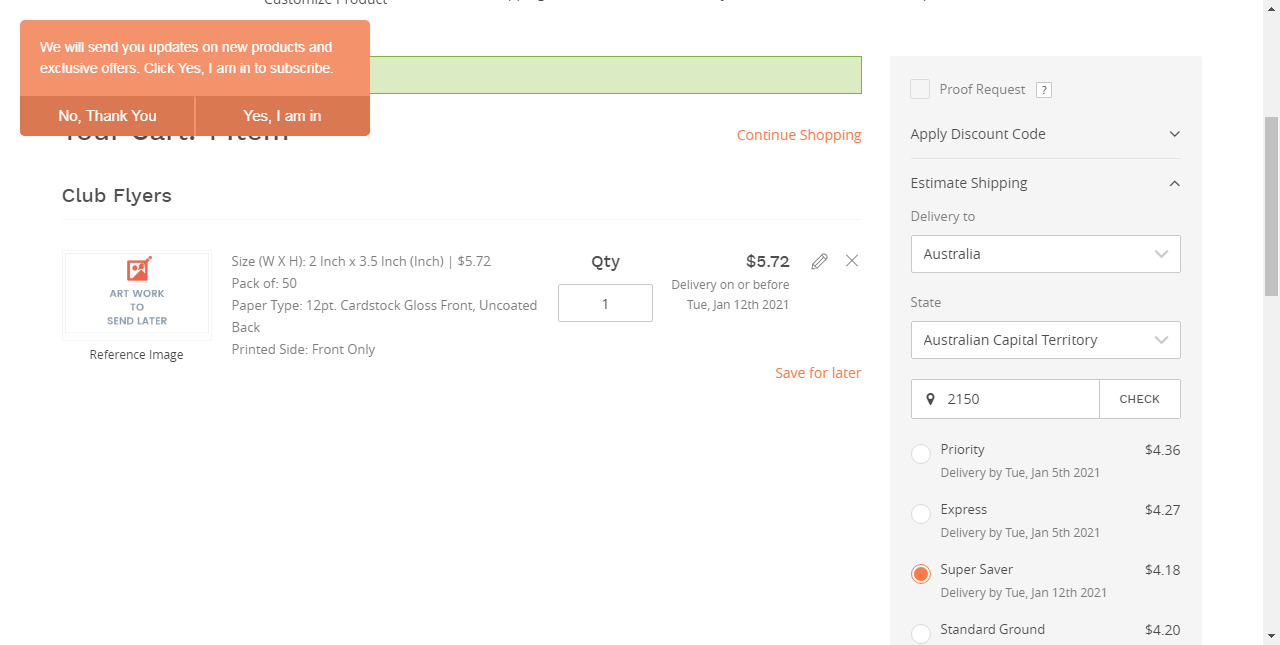 Customize Product
We will send you updates on new products and
exclusive offers. Click Yes, I am in to subscribe.
No, Thank You
Yes, I am in
Continue Shopping
Club Flyers
ART WORK
TO
SEND LATER
Reference Image
Size (W X H): 2 Inch x 3.5 Inch (Inch) | $5.72
Pack of: 50
Paper Type: 12pt. Cardstock Gloss Front, Uncoated
Back
Printed Side: Front Only
Qty
1
$5.72
Delivery on or before
Tue, Jan 12th 2021
Save for later
Proof Request ?
Apply Discount Code
Estimate Shipping
Delivery to
Australia
State
Australian Capital Territory
2150
CHECK
Priority $4.36
Delivery by Tue, Jan 5th 2021
Express $4.27
Delivery by Tue, Jan 5th 2021
Super Saver $4.18
Delivery by Tue, Jan 12th 2021
Standard Ground $4.20